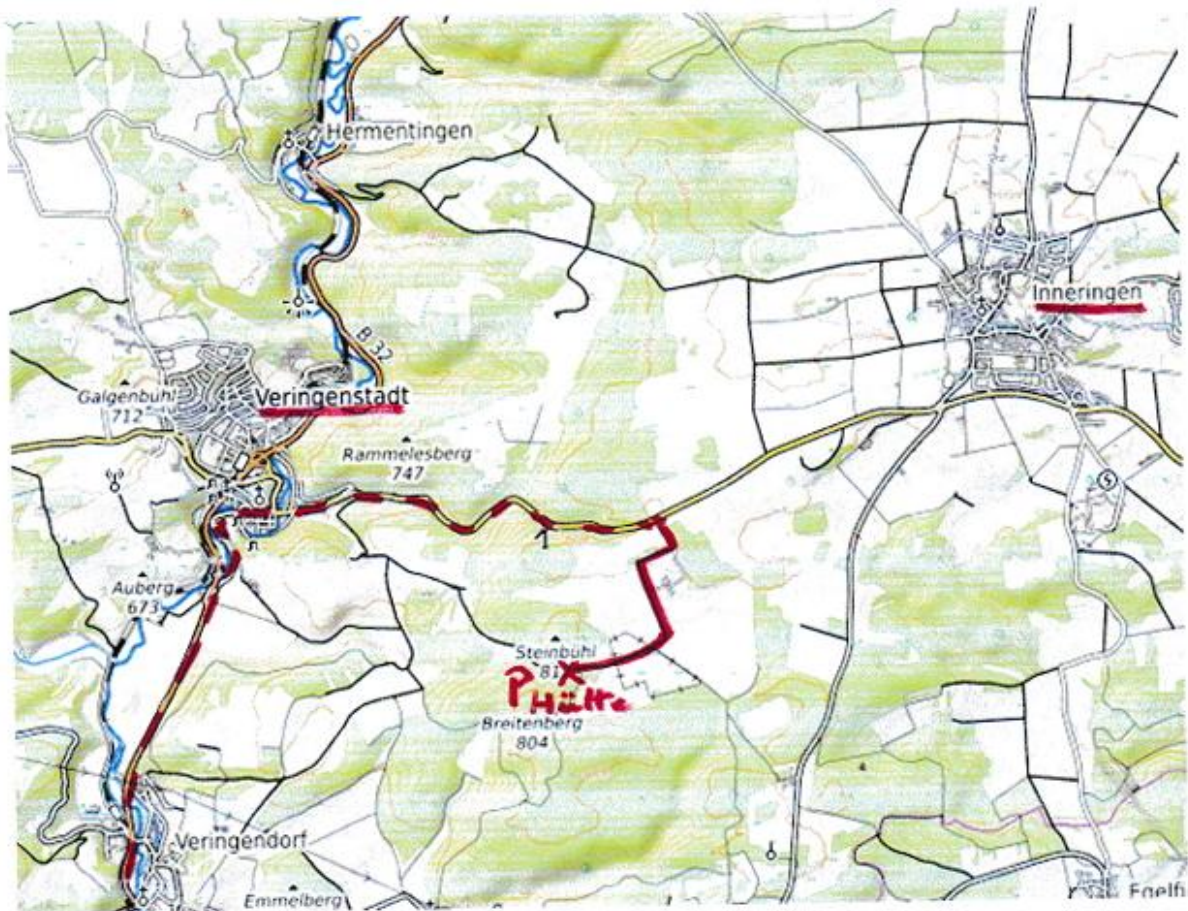 Hermentingen
Inneringen
B 32
Galgenbühl
712
Veringenstadt
Rammelesberg
747
Auberg
673
Steinbühl
81
P Hütte
Breitenberg
804
Veringendorf
Emmelberg